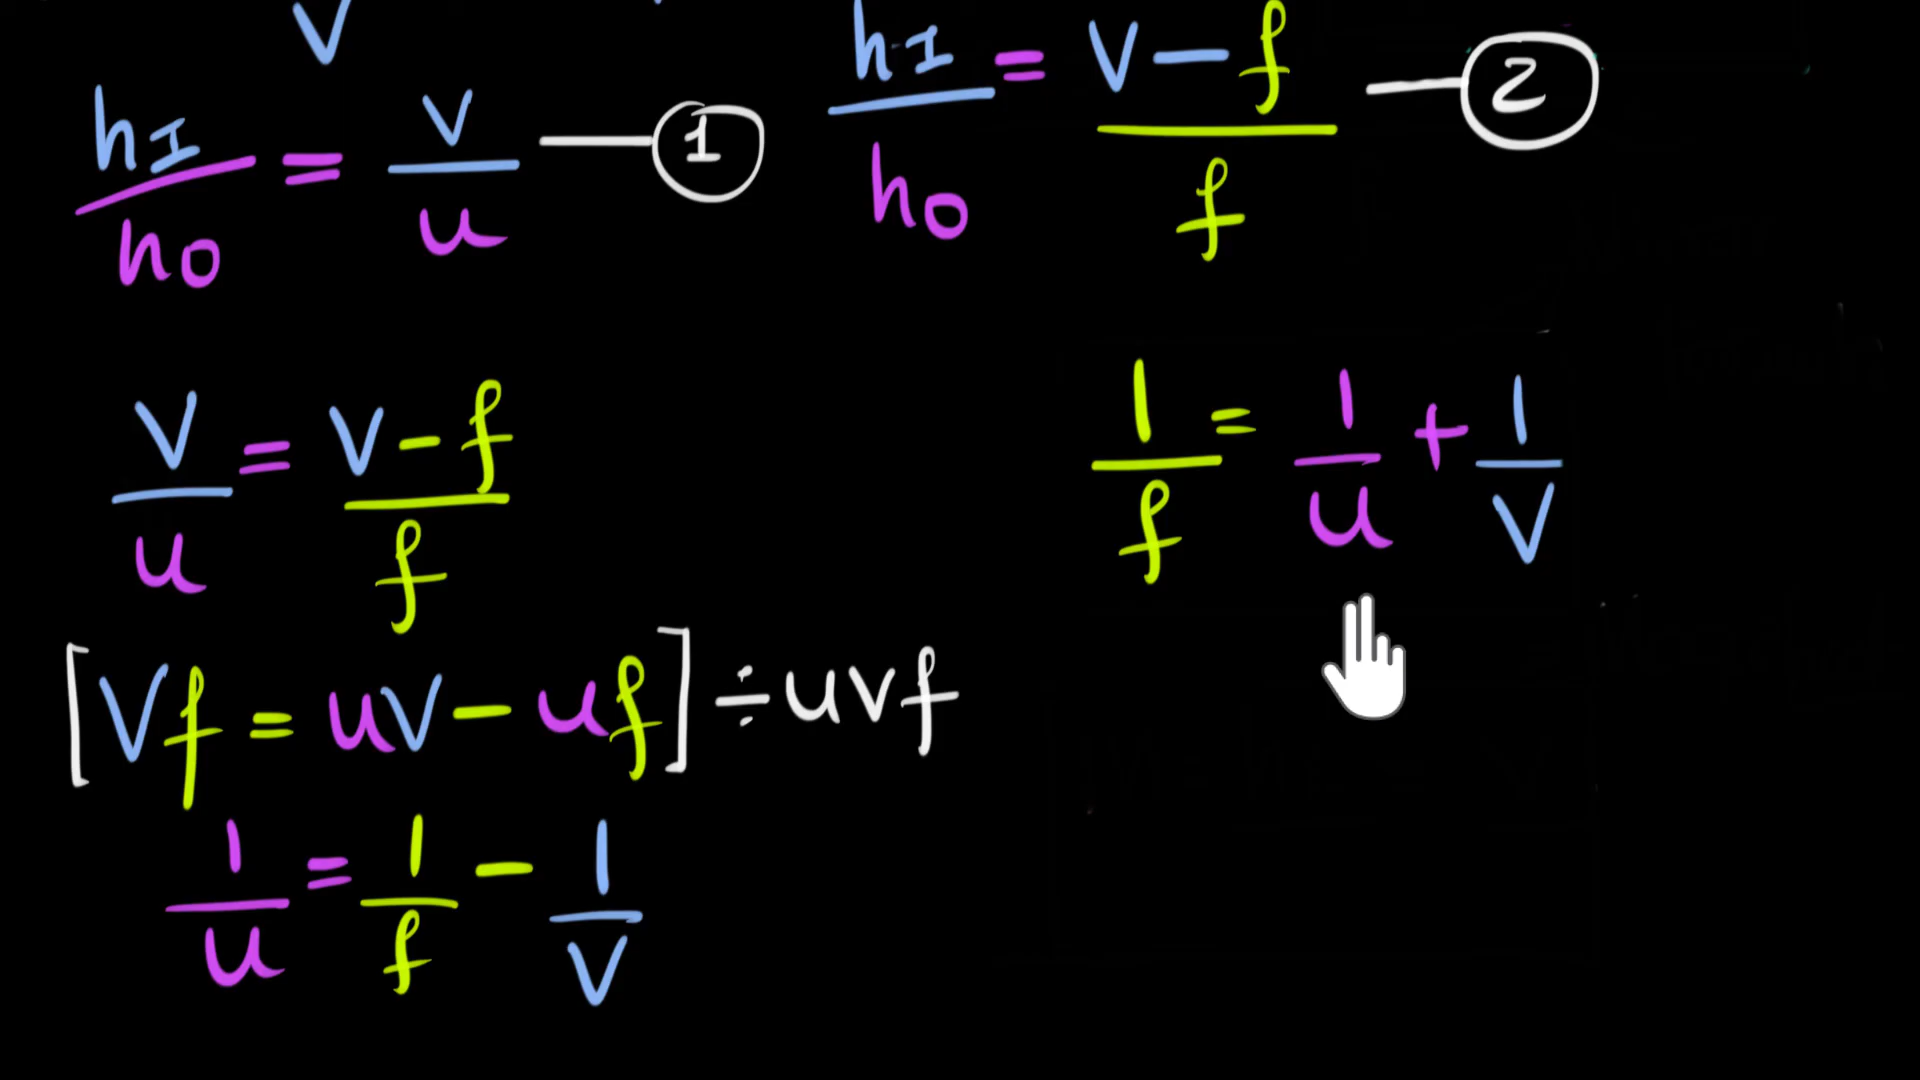 V
hI/ho = V/u — 1
hI/ho = V-f/f — 2
V/u = V-f/f
1/f = 1/u + 1/V
[Vf = uV - uf] ÷ uvf
1/u = 1/f - 1/V